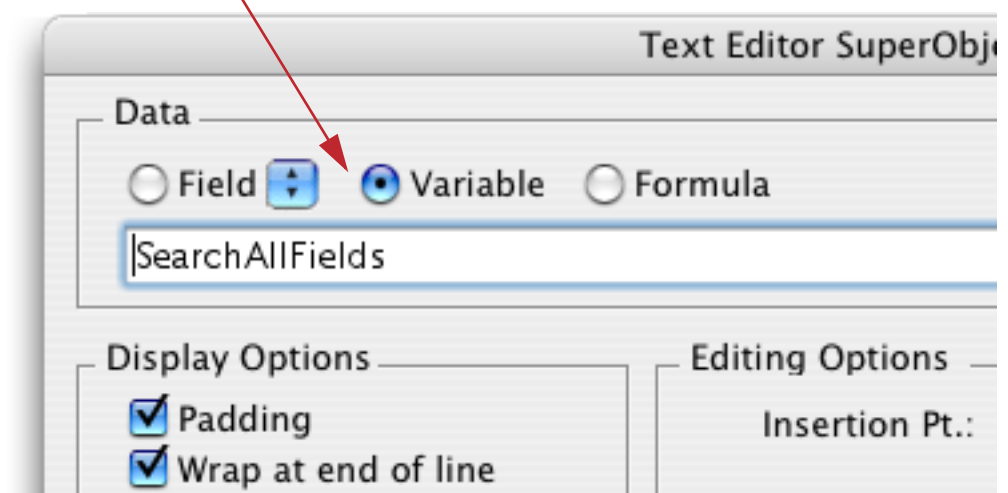 Text Editor SuperObj
Data
Field Variable Formula
SearchAllFields
Display Options
Padding
Wrap at end of line
Editing Options
Insertion Pt.: